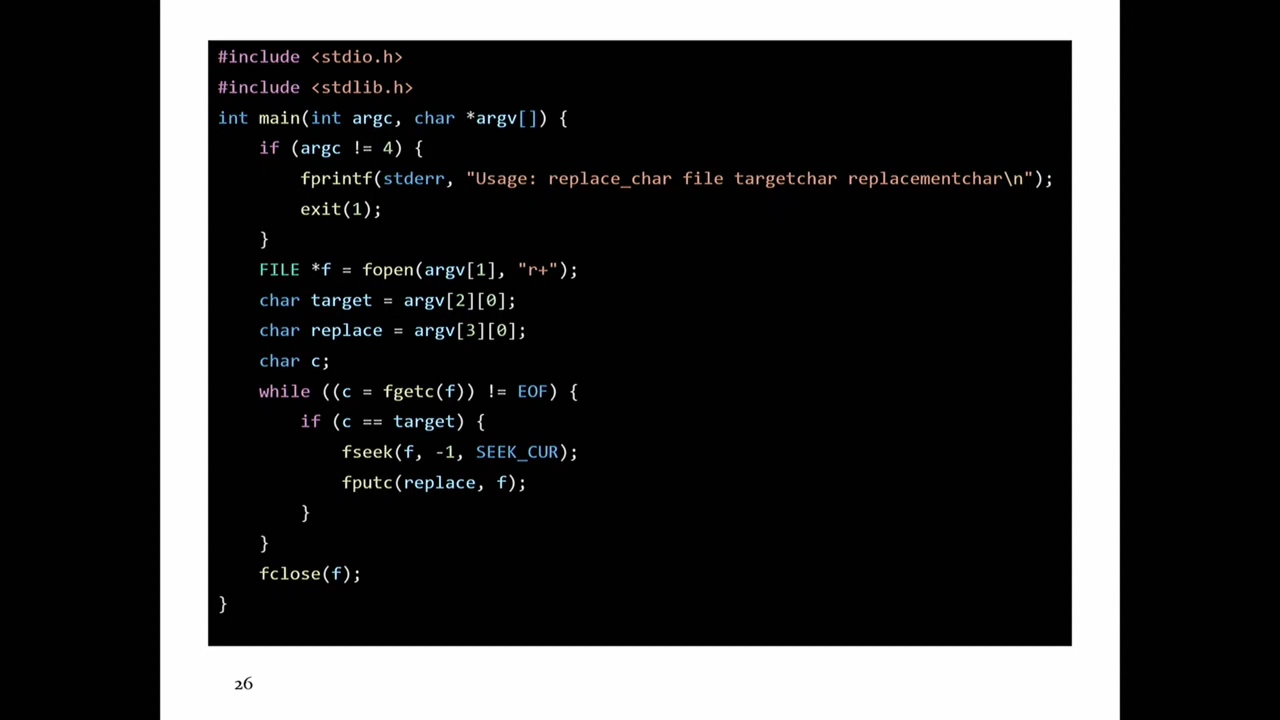 #include <stdio.h>
#include <stdlib.h>
int main(int argc, char *argv[]) {
    if (argc != 4) {
        fprintf(stderr, "Usage: replace_char file targetchar replacementchar\n");
        exit(1);
    }
    FILE *f = fopen(argv[1], "r+");
    char target = argv[2][0];
    char replace = argv[3][0];
    char c;
    while ((c = fgetc(f)) != EOF) {
        if (c == target) {
            fseek(f, -1, SEEK_CUR);
            fputc(replace, f);
        }
    }
    fclose(f);
}
26